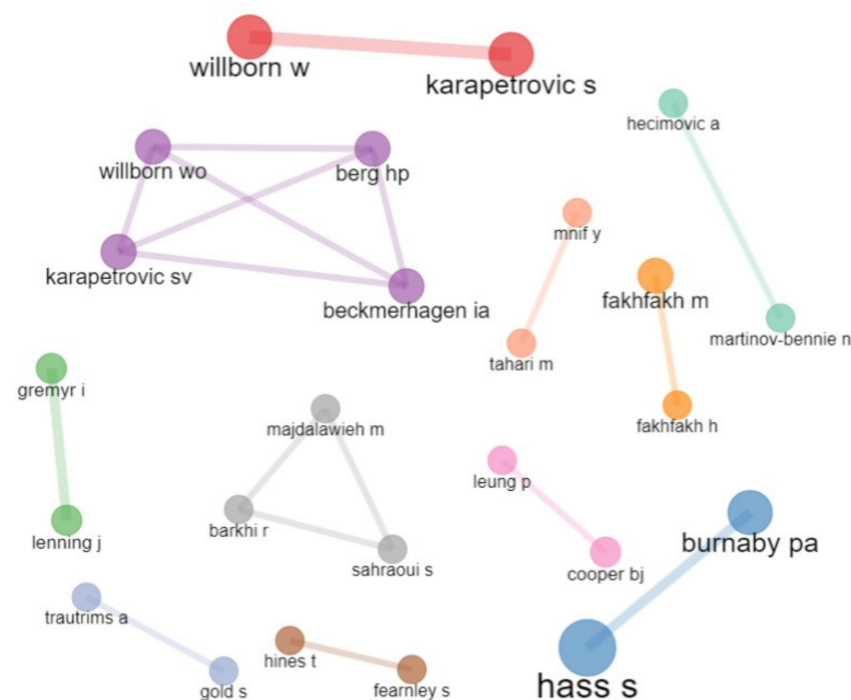 willborn w
karapetrovic s
hecimovic a
willborn wo
berg hp
mnif y
karapetrovic sv
fakhfakh m
beckmerhagen ia
martinov-bennie n
tahari m
gremyr i
fakhfakh h
majdalawieh m
leung p
barkhi r
lenning j
burnaby pa
sahraoui s
cooper bj
trautrims a
hines t
hass s
gold s
fearnley s